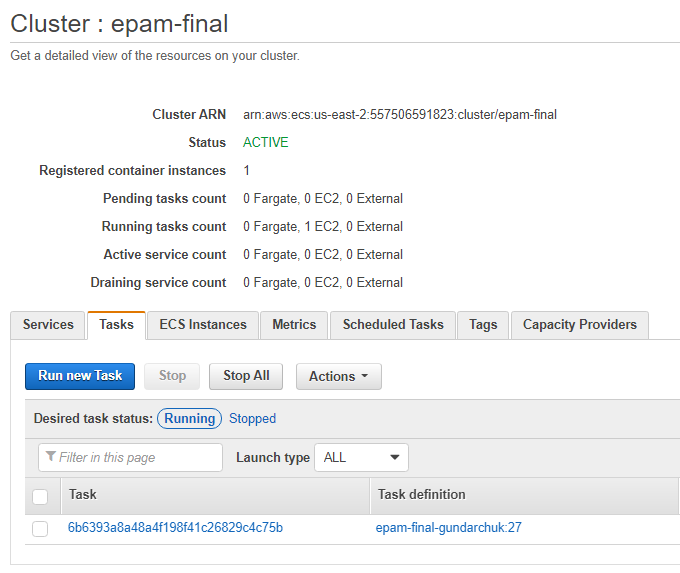 Cluster : epam-final
Get a detailed view of the resources on your cluster.
Cluster ARN arn:aws:ecs:us-east-2:557506591823:cluster/epam-final
Status ACTIVE
Registered container instances 1
Pending tasks count 0 Fargate, 0 EC2, 0 External
Running tasks count 0 Fargate, 1 EC2, 0 External
Active service count 0 Fargate, 0 EC2, 0 External
Draining service count 0 Fargate, 0 EC2, 0 External
Services Tasks ECS Instances Metrics Scheduled Tasks Tags Capacity Providers
Run new Task Stop Stop All Actions
Desired task status: Running Stopped
Filter in this page Launch type ALL
Task Task definition
6b6393a8a48a4f198f41c26829c4c75b epam-final-gundarchuk:27